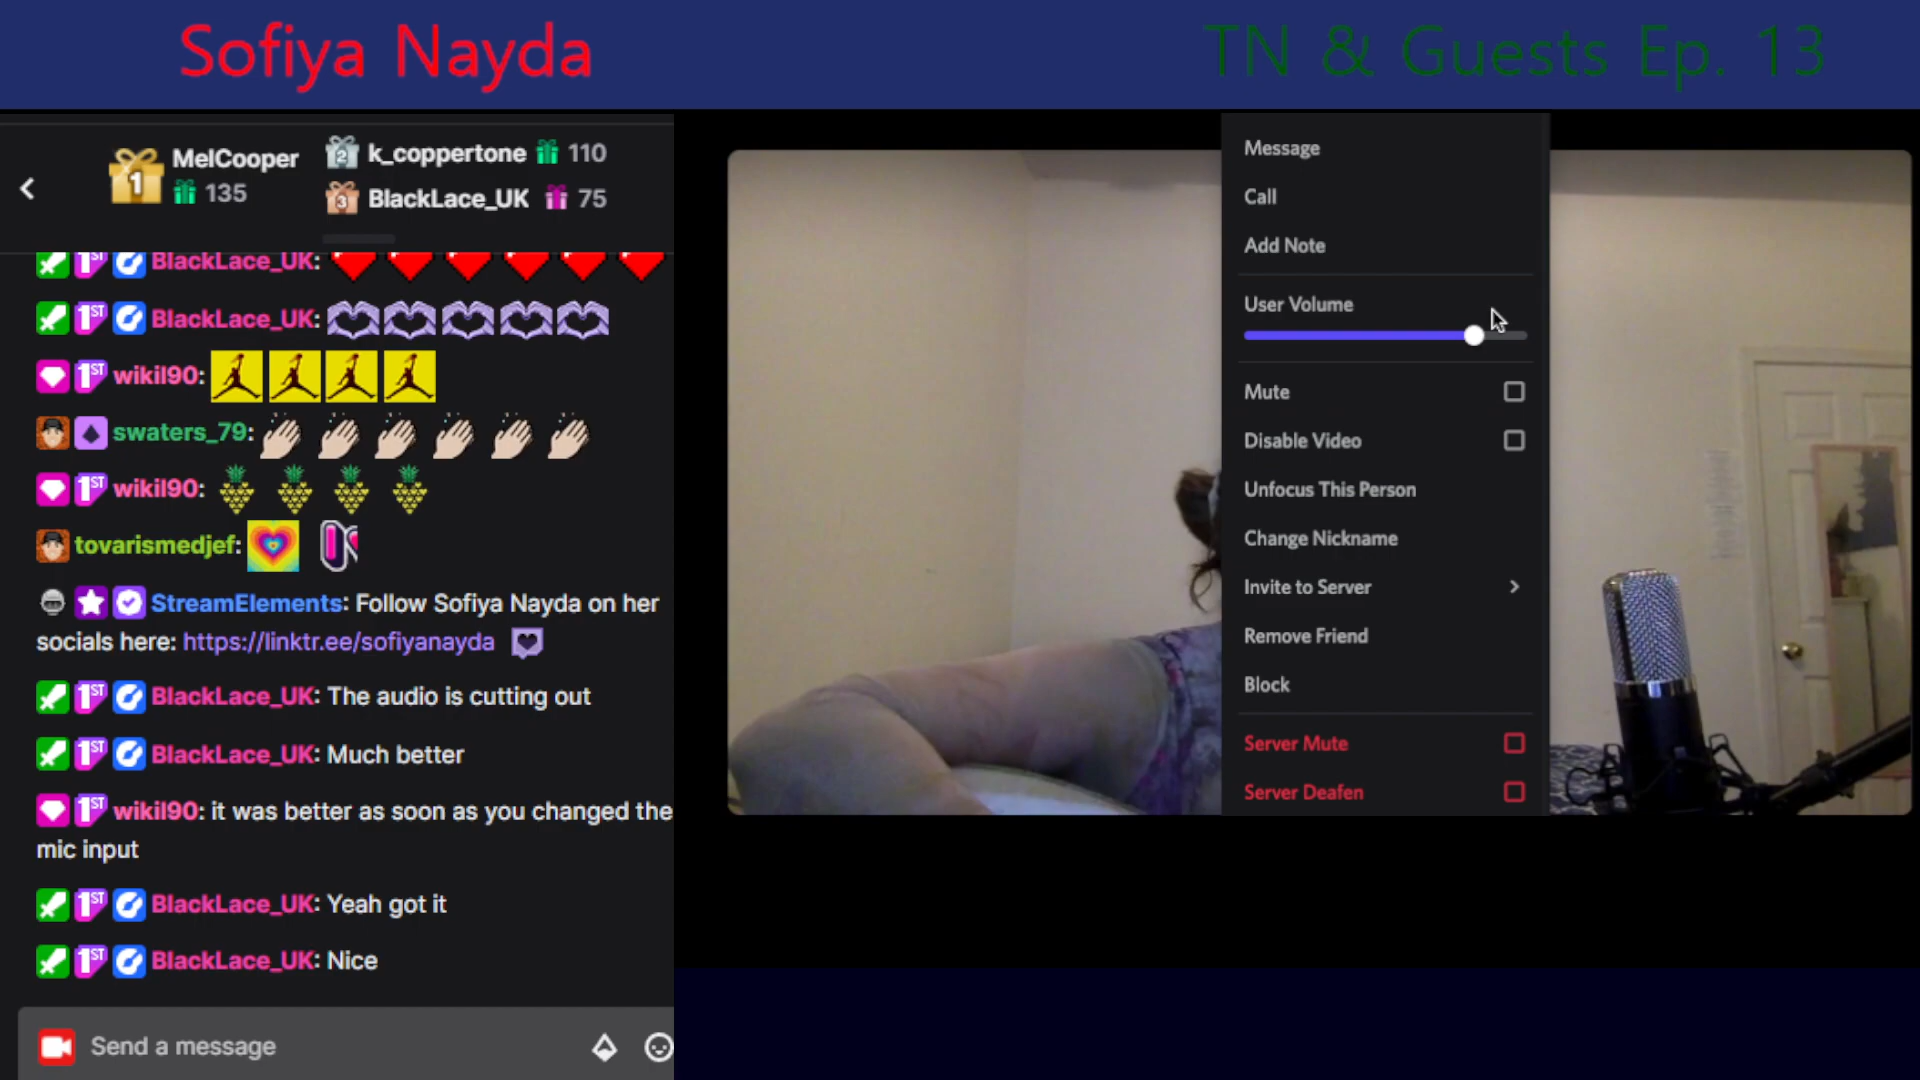 Sofiya Nayda
TN & Guests Ep. 13
MelCooper
135
k_coppertone 110
BlackLace_UK 75
BlackLace_UK:
BlackLace_UK:
wikil90:
swaters_79:
wikil90:
tovarismedjef:
StreamElements: Follow Sofiya Nayda on her
socials here: https://linktr.ee/sofiyanayda
BlackLace_UK: The audio is cutting out
BlackLace_UK: Much better
wikil90: it was better as soon as you changed the
mic input
BlackLace_UK: Yeah got it
BlackLace_UK: Nice
Send a message
Message
Call
Add Note
User Volume
Mute
Disable Video
Unfocus This Person
Change Nickname
Invite to Server
Remove Friend
Block
Server Mute
Server Deafen